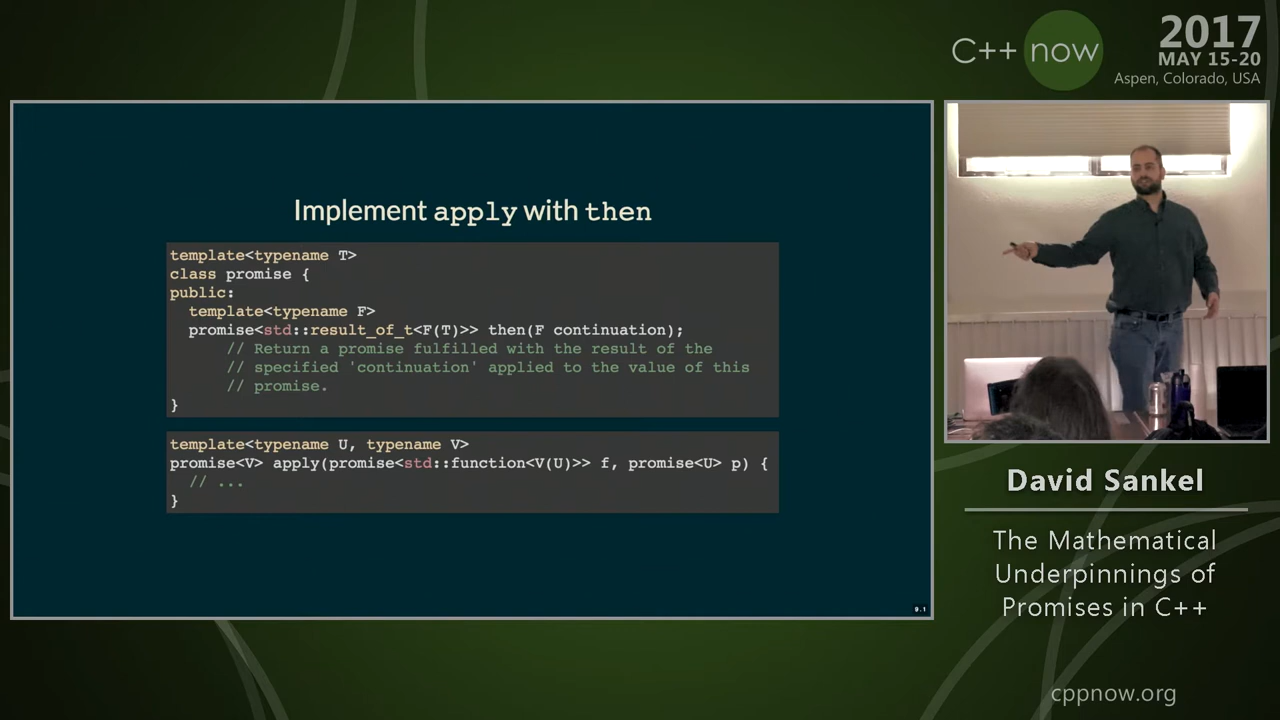 C++ now
2017
MAY 15-20
Aspen, Colorado, USA
Implement apply with then
template<typename T>
class promise {
public:
  template<typename F>
  promise<std::result_of_t<F(T)>> then(F continuation);
      // Return a promise fulfilled with the result of the
      // specified 'continuation' applied to the value of this
      // promise.
}
template<typename U, typename V>
promise<V> apply(promise<std::function<V(U)>> f, promise<U> p) {
  // ...
}
9.1
David Sankel
The Mathematical
Underpinnings of
Promises in C++
cppnow.org